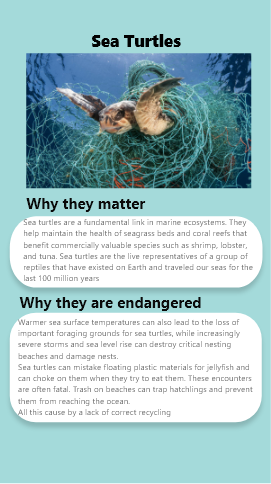 Sea Turtles
Why they matter
Sea turtles are a fundamental link in marine ecosystems. They
help maintain the health of seagrass beds and coral reefs that
benefit commercially valuable species such as shrimp, lobster,
and tuna. Sea turtles are the live representatives of a group of
reptiles that have existed on Earth and traveled our seas for the
last 100 million years
Why they are endangered
Warmer sea surface temperatures can also lead to the loss of
important foraging grounds for sea turtles, while increasingly
severe storms and sea level rise can destroy critical nesting
beaches and damage nests.
Sea turtles can mistake floating plastic materials for jellyfish and
can choke on them when they try to eat them. These encounters
are often fatal. Trash on beaches can trap hatchlings and prevent
them from reaching the ocean.
All this cause by a lack of correct recycling